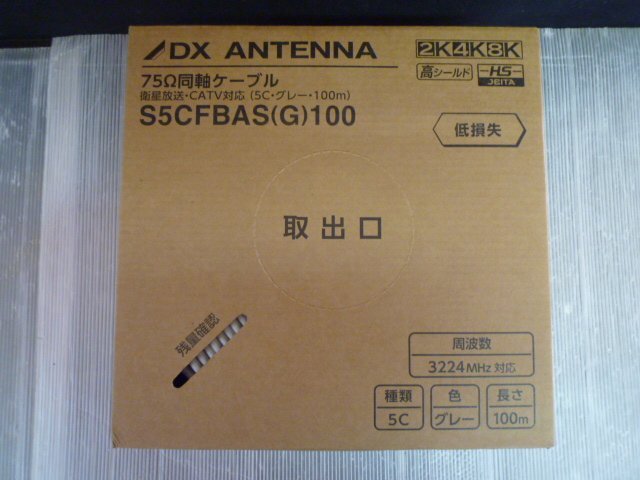 DX ANTENNA
2K4K8K
75Ω同軸ケーブル
高シールド
HS
JEITA
衛星放送・CATV対応（5C・グレー・100m）
S5CFBAS(G)100
低損失
取出口
残量確認
周波数
3224MHz対応
種類
5C
色
グレー
長さ
100m